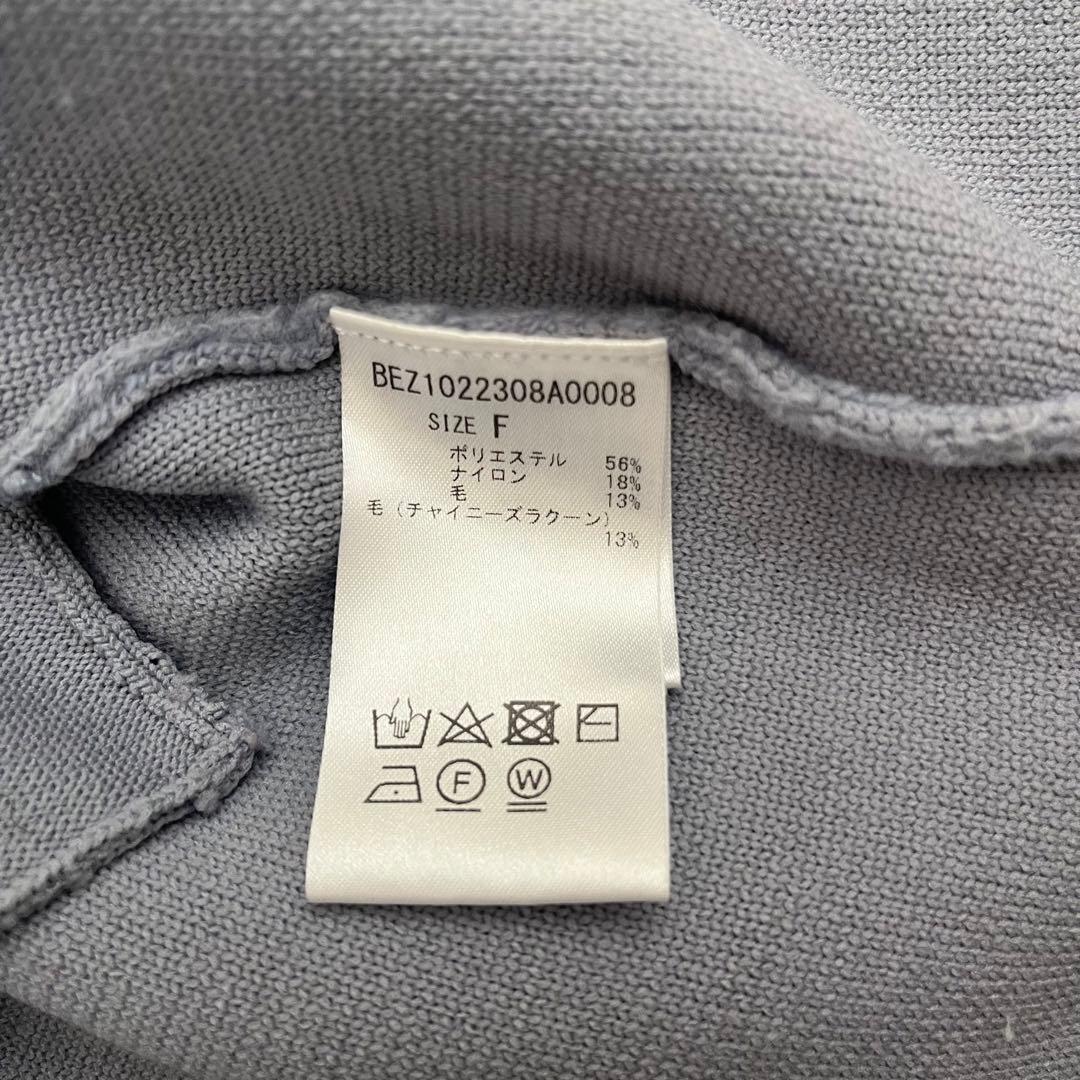 BEZ1022308A0008
SIZE F
ポリエステル 56%
ナイロン 18%
毛 13%
毛(チャイニーズラクーン)
13%
F W